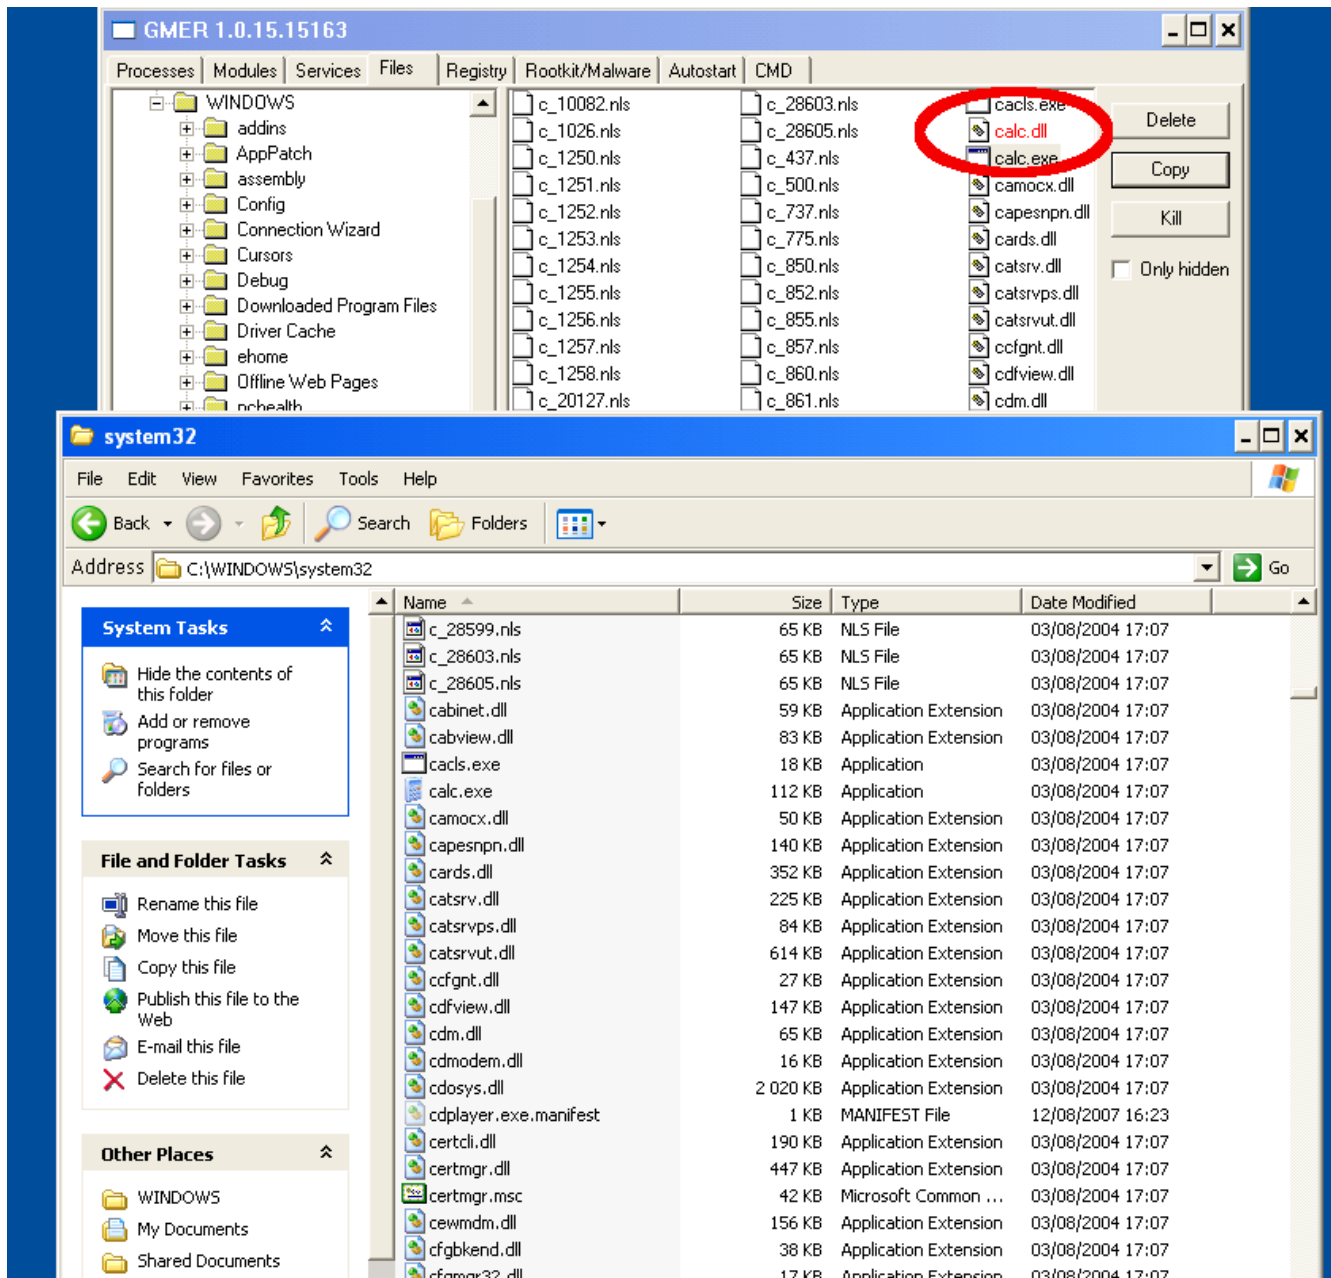 GMER 1.0.15.15163
Processes Modules Services Files Registry Rootkit/Malware Autostart CMD
WINDOWS
addins
AppPatch
assembly
Config
Connection Wizard
Cursors
Debug
Downloaded Program Files
Driver Cache
ehome
Offline Web Pages
pchealth
c_10082.nls
c_1026.nls
c_1250.nls
c_1251.nls
c_1252.nls
c_1253.nls
c_1254.nls
c_1255.nls
c_1256.nls
c_1257.nls
c_1258.nls
c_20127.nls
c_28603.nls
c_28605.nls
c_437.nls
c_500.nls
c_737.nls
c_775.nls
c_850.nls
c_852.nls
c_855.nls
c_857.nls
c_860.nls
c_861.nls
cacls.exe
calc.dll
calc.exe
camocx.dll
capesnpn.dll
cards.dll
catsrv.dll
catsrvps.dll
catsrvut.dll
ccfgnt.dll
cdfview.dll
cdm.dll
Delete
Copy
Kill
Only hidden
system32
File Edit View Favorites Tools Help
Back Search Folders
Address C:\WINDOWS\system32 Go
System Tasks
Hide the contents of
this folder
Add or remove
programs
Search for files or
folders
File and Folder Tasks
Rename this file
Move this file
Copy this file
Publish this file to the
Web
E-mail this file
Delete this file
Other Places
WINDOWS
My Documents
Shared Documents
Name Size Type Date Modified
c_28599.nls 65 KB NLS File 03/08/2004 17:07
c_28603.nls 65 KB NLS File 03/08/2004 17:07
c_28605.nls 65 KB NLS File 03/08/2004 17:07
cabinet.dll 59 KB Application Extension 03/08/2004 17:07
cabview.dll 83 KB Application Extension 03/08/2004 17:07
cacls.exe 18 KB Application 03/08/2004 17:07
calc.exe 112 KB Application 03/08/2004 17:07
camocx.dll 50 KB Application Extension 03/08/2004 17:07
capesnpn.dll 140 KB Application Extension 03/08/2004 17:07
cards.dll 352 KB Application Extension 03/08/2004 17:07
catsrv.dll 225 KB Application Extension 03/08/2004 17:07
catsrvps.dll 84 KB Application Extension 03/08/2004 17:07
catsrvut.dll 614 KB Application Extension 03/08/2004 17:07
ccfgnt.dll 27 KB Application Extension 03/08/2004 17:07
cdfview.dll 147 KB Application Extension 03/08/2004 17:07
cdm.dll 65 KB Application Extension 03/08/2004 17:07
cdmodem.dll 16 KB Application Extension 03/08/2004 17:07
cdosys.dll 2 020 KB Application Extension 03/08/2004 17:07
cdplayer.exe.manifest 1 KB MANIFEST File 12/08/2007 16:23
certcli.dll 190 KB Application Extension 03/08/2004 17:07
certmgr.dll 447 KB Application Extension 03/08/2004 17:07
certmgr.msc 42 KB Microsoft Common ... 03/08/2004 17:07
cewmdm.dll 156 KB Application Extension 03/08/2004 17:07
cfgbkend.dll 38 KB Application Extension 03/08/2004 17:07
cfgmgr32.dll 17 KB Application Extension 03/08/2004 17:07